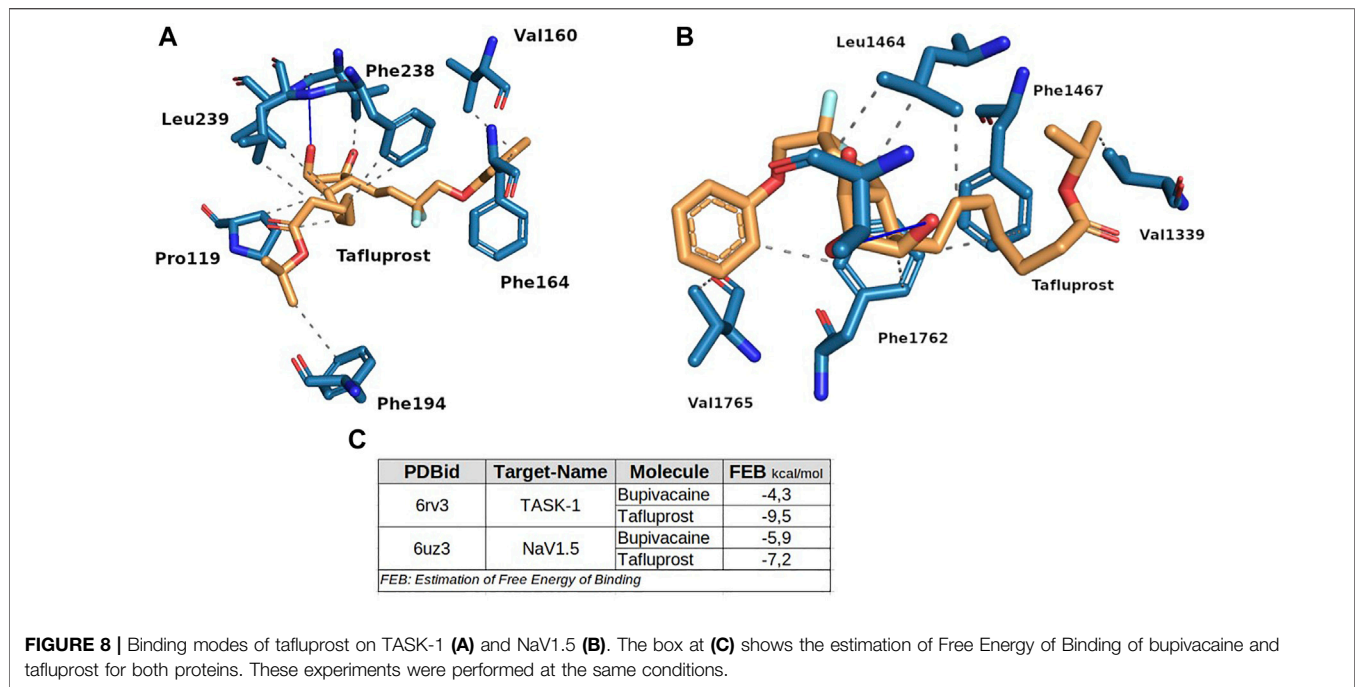 A
Val160
Phe238
Leu239
Pro119
Tafluprost
Phe164
Phe194
B
Leu1464
Phe1467
Val1339
Tafluprost
Phe1762
Val1765
C
PDBid Target-Name Molecule FEB kcal/mol
6rv3 TASK-1 Bupivacaine -4,3
Tafluprost -9,5
6uz3 NaV1.5 Bupivacaine -5,9
Tafluprost -7,2
FEB: Estimation of Free Energy of Binding
FIGURE 8 | Binding modes of tafluprost on TASK-1 (A) and NaV1.5 (B). The box at (C) shows the estimation of Free Energy of Binding of bupivacaine and
tafluprost for both proteins. These experiments were performed at the same conditions.